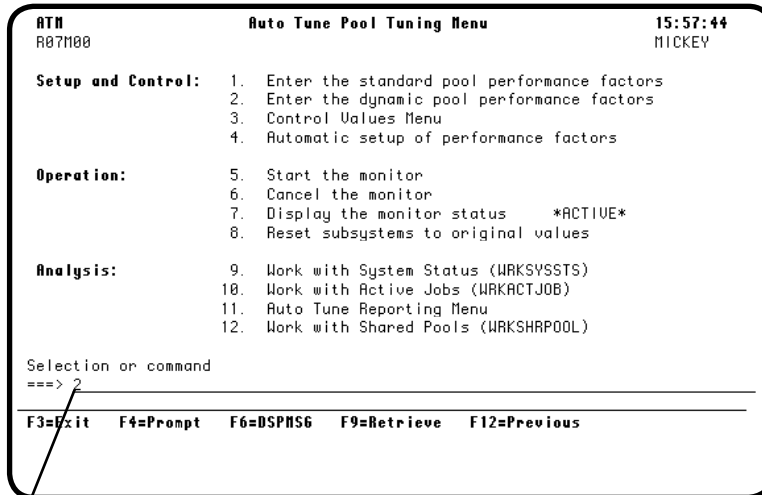 ATM Auto Tune Pool Tuning Menu 15:57:44
R07M00 MICKEY
Setup and Control: 1. Enter the standard pool performance factors
2. Enter the dynamic pool performance factors
3. Control Values Menu
4. Automatic setup of performance factors
Operation: 5. Start the monitor
6. Cancel the monitor
7. Display the monitor status *ACTIVE*
8. Reset subsystems to original values
Analysis: 9. Work with System Status (WRKSYSSTS)
10. Work with Active Jobs (WRKACTJOB)
11. Auto Tune Reporting Menu
12. Work with Shared Pools (WRKSHRPOOL)
Selection or command
===> 2
F3=Exit F4=Prompt F6=DSPMSG F9=Retrieve F12=Previous